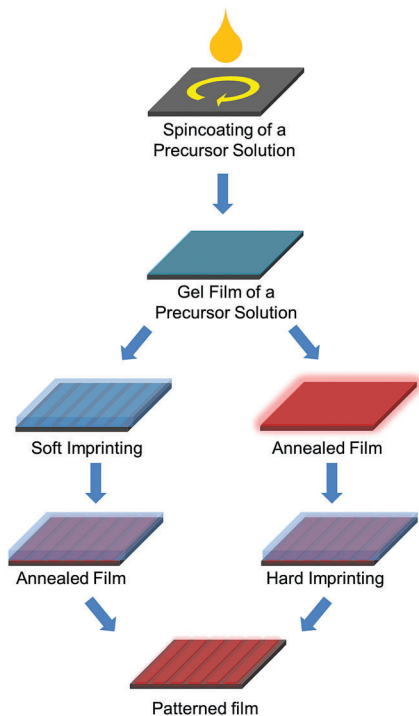 Spincoating of a
Precursor Solution
Gel Film of a
Precursor Solution
Soft Imprinting
Annealed Film
Annealed Film
Hard Imprinting
Patterned film